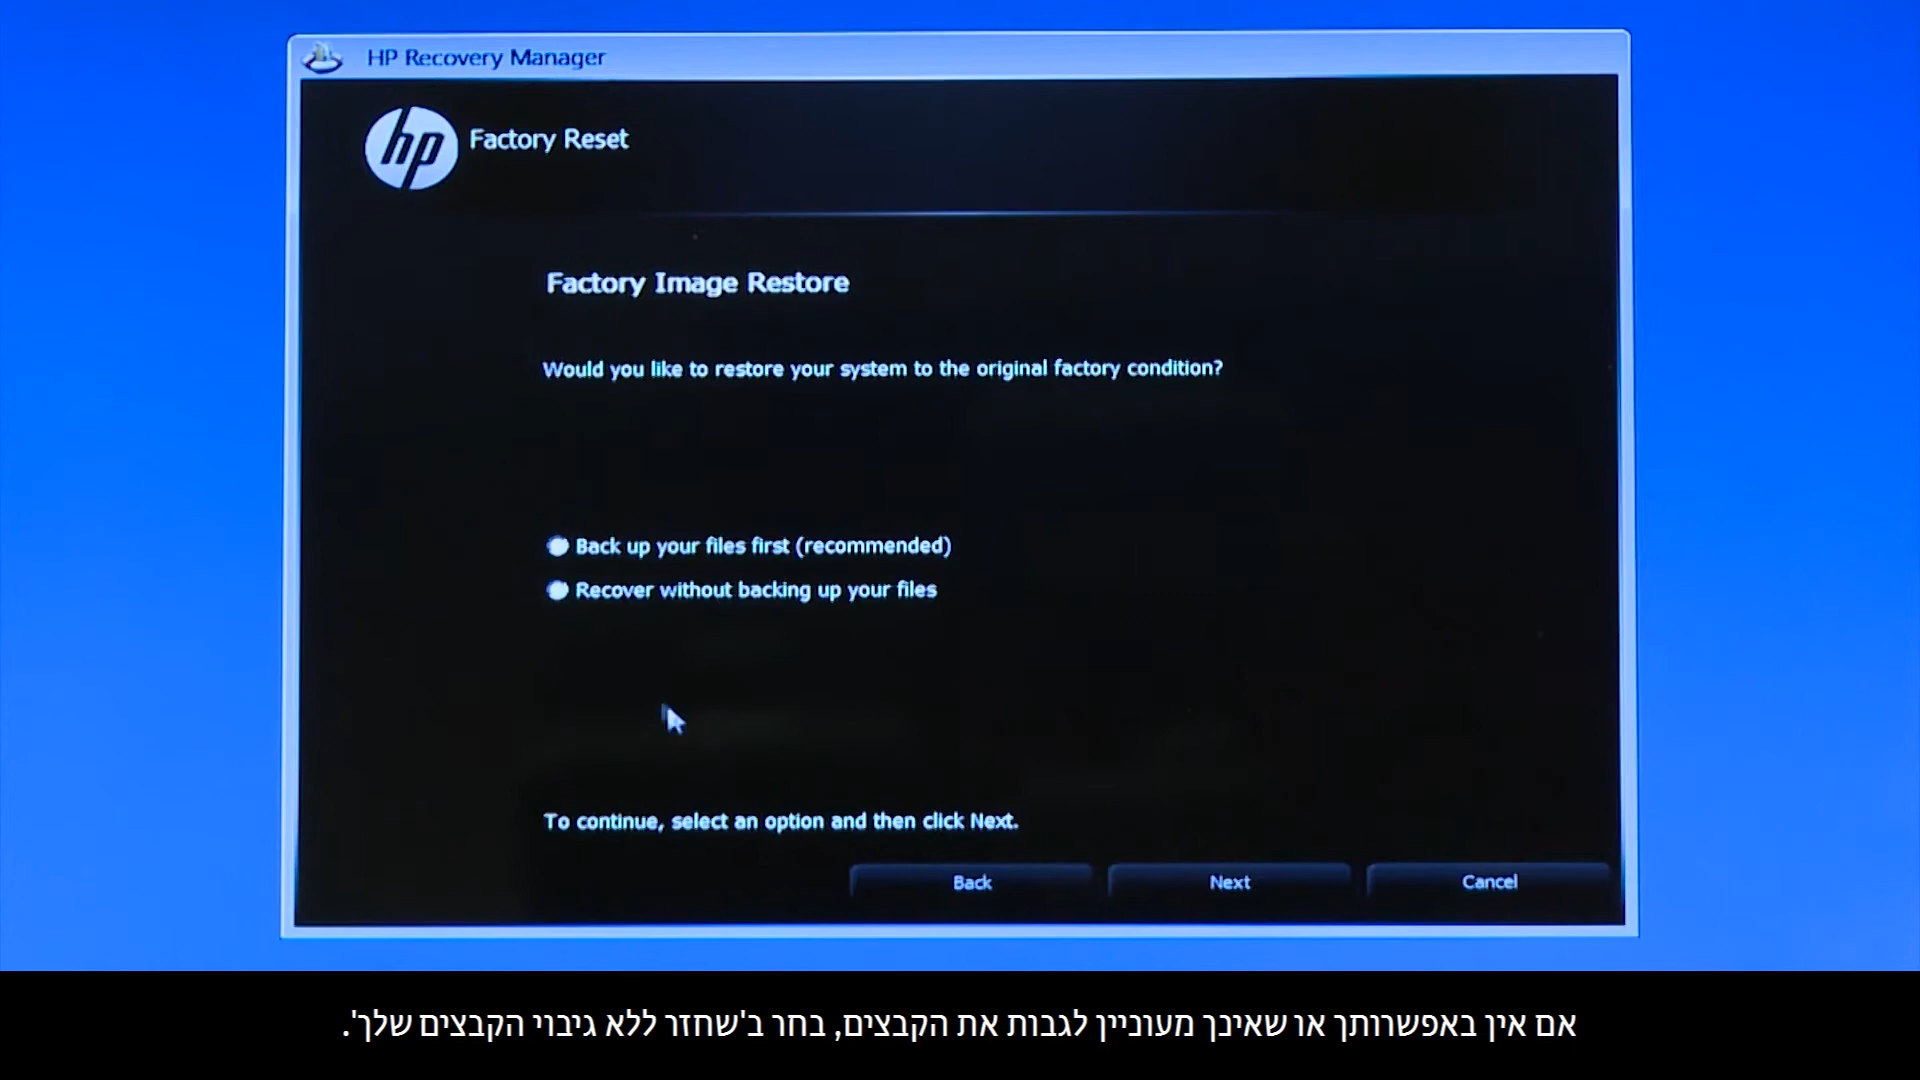 HP Recovery Manager
hp
Factory Reset
Factory Image Restore
Would you like to restore your system to the original factory condition?
Back up your files first (recommended)
Recover without backing up your files
To continue, select an option and then click Next.
Back
Next
Cancel
אם אין באפשרותך או שאינך מעוניין לגבות את הקבצים, בחר ב'שחזר ללא גיבוי הקבצים שלך'.